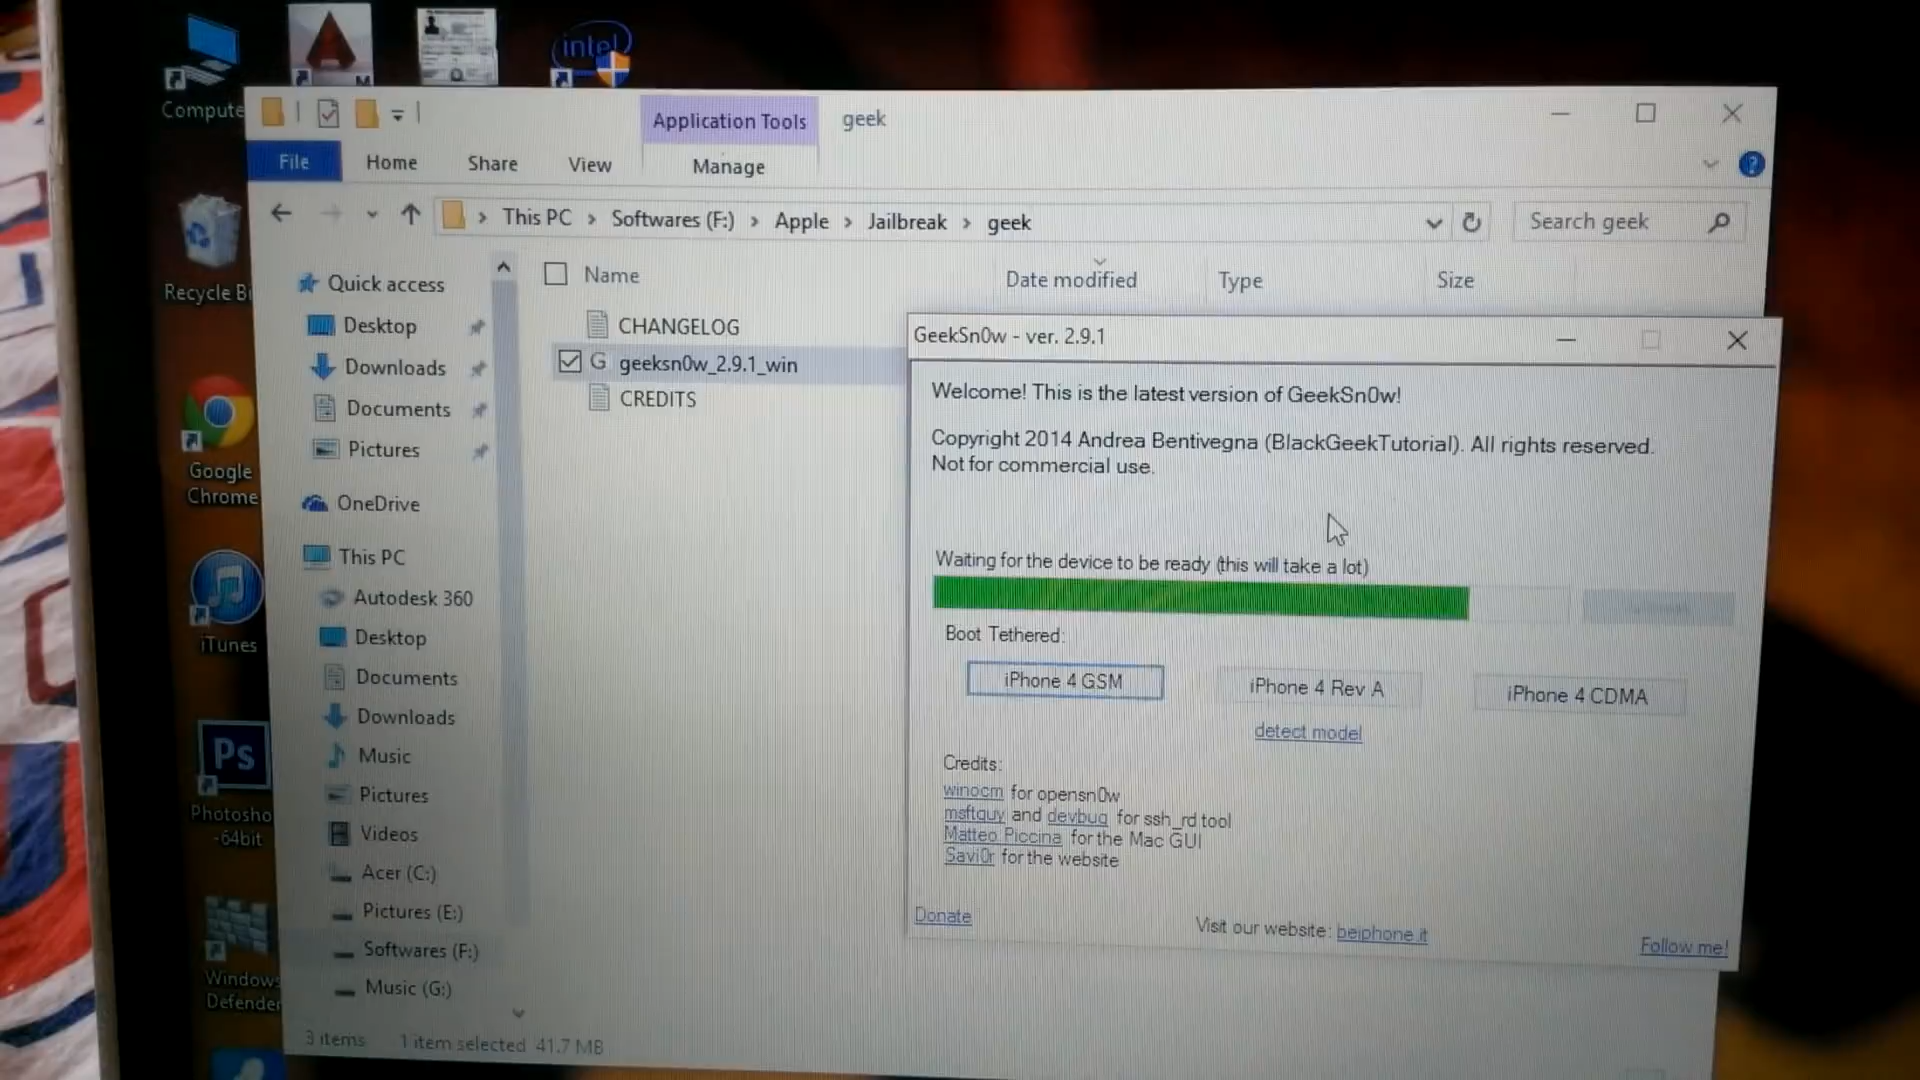 intel
Compute
Application Tools
geek
File
Home
Share
View
Manage
This PC
Softwares (F:)
Apple
Jailbreak
geek
Search geek
Recycle Bi
Google
Chrome
iTunes
Ps
Photosho
-64bit
Windows
Defender
Quick access
Desktop
Downloads
Documents
Pictures
OneDrive
This PC
Autodesk 360
Desktop
Documents
Downloads
Music
Pictures
Videos
Acer (C:)
Pictures (E:)
Softwares (F:)
Music (G:)
Name
Date modified
Type
Size
CHANGELOG
G geeksn0w_2.9.1_win
CREDITS
GeekSn0w - ver. 2.9.1
Welcome! This is the latest version of GeekSn0w!
Copyright 2014 Andrea Bentivegna (BlackGeekTutorial). All rights reserved.
Not for commercial use.
Waiting for the device to be ready (this will take a lot)
Boot Tethered:
iPhone 4 GSM
iPhone 4 Rev A
iPhone 4 CDMA
detect model
Credits:
winocm for opensn0w
msftguy and devbug for ssh_rd tool
Matteo Piccina for the Mac GUI
Savi0r for the website
Donate
Visit our website: beiphone.it
Follow me!
3 items
1 item selected 41.7 MB